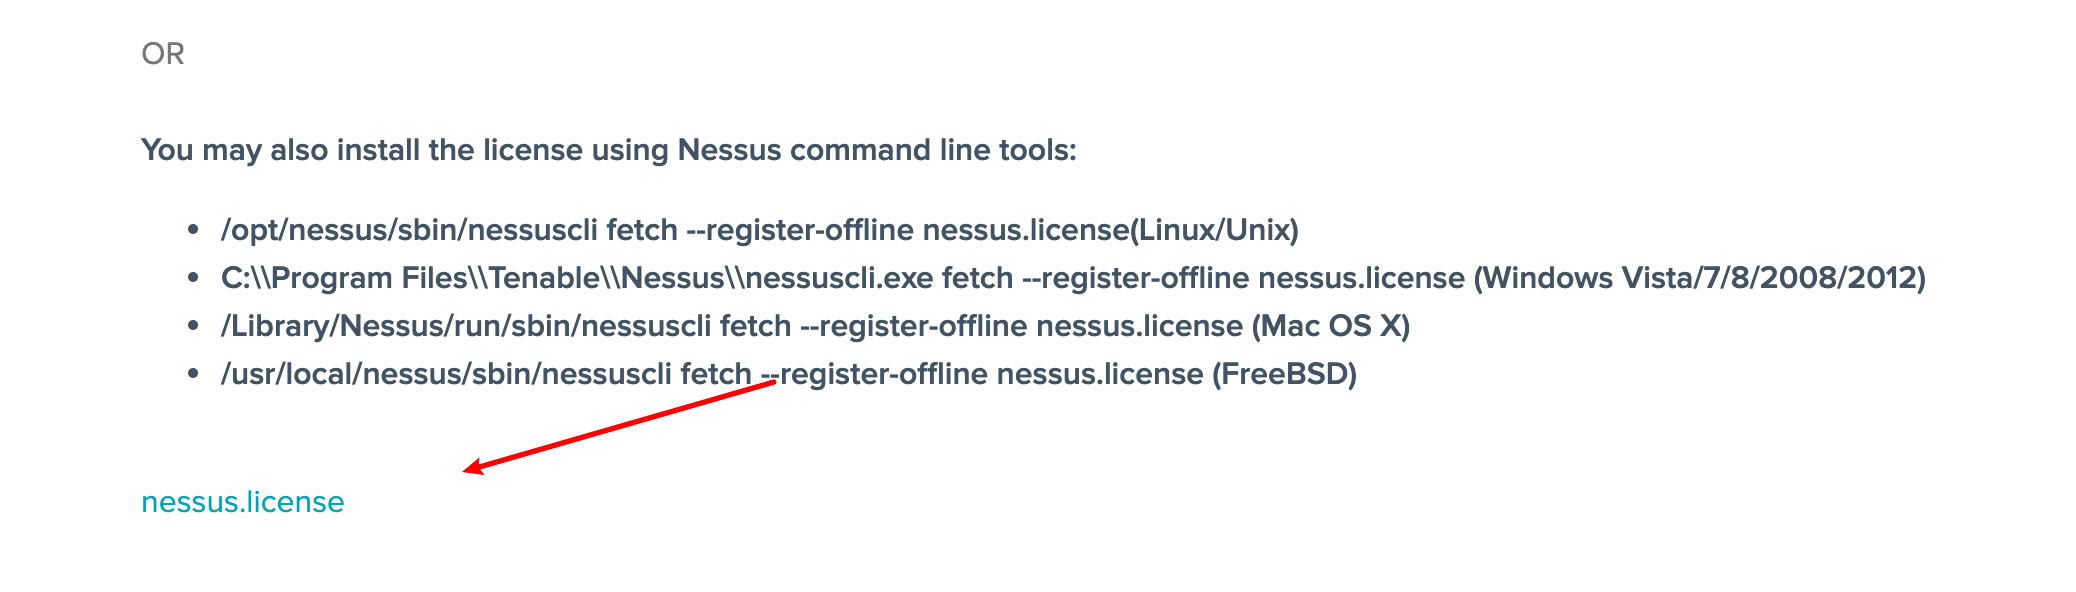 OR
You may also install the license using Nessus command line tools:
• /opt/nessus/sbin/nessuscli fetch --register-offline nessus.license(Linux/Unix)
• C:\\Program Files\\Tenable\\Nessus\\nessuscli.exe fetch --register-offline nessus.license (Windows Vista/7/8/2008/2012)
• /Library/Nessus/run/sbin/nessuscli fetch --register-offline nessus.license (Mac OS X)
• /usr/local/nessus/sbin/nessuscli fetch --register-offline nessus.license (FreeBSD)
nessus.license